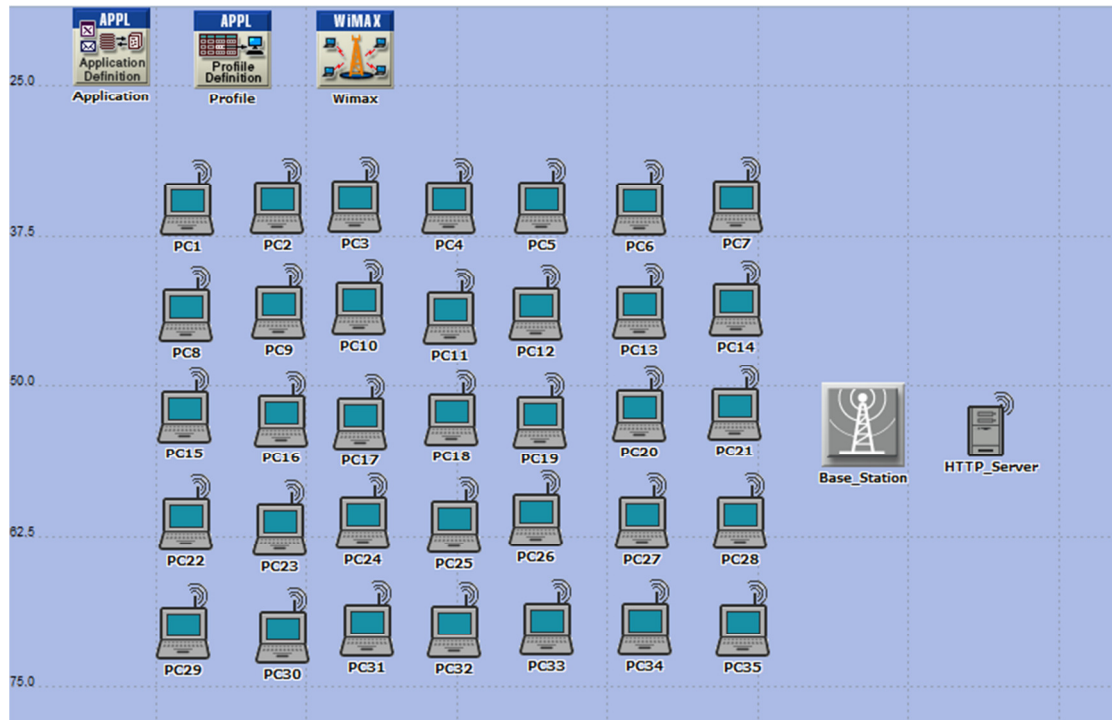 APPL
Application
Definition
Application
APPL
Profile
Definition
Profile
WiMAX
Wimax
25.0
PC1 PC2 PC3 PC4 PC5 PC6 PC7
37.5
PC8 PC9 PC10 PC11 PC12 PC13 PC14
50.0
PC15 PC16 PC17 PC18 PC19 PC20 PC21
Base_Station HTTP_Server
62.5
PC22 PC23 PC24 PC25 PC26 PC27 PC28
PC29 PC30 PC31 PC32 PC33 PC34 PC35
75.0